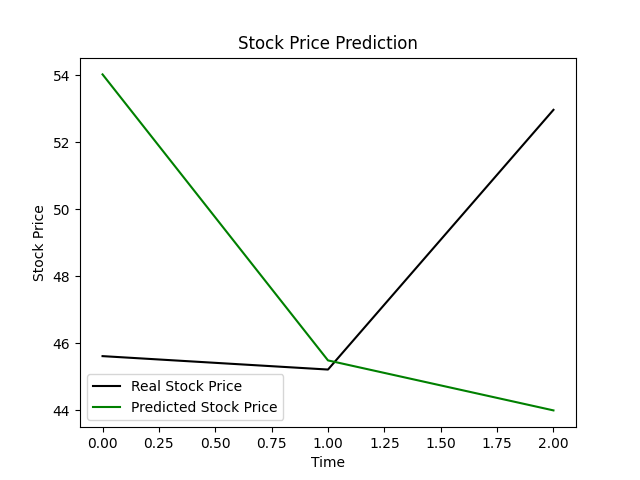 Stock Price Prediction
54
52
50
48
46
44
Stock Price
Real Stock Price
Predicted Stock Price
0.00 0.25 0.50 0.75 1.00 1.25 1.50 1.75 2.00
Time